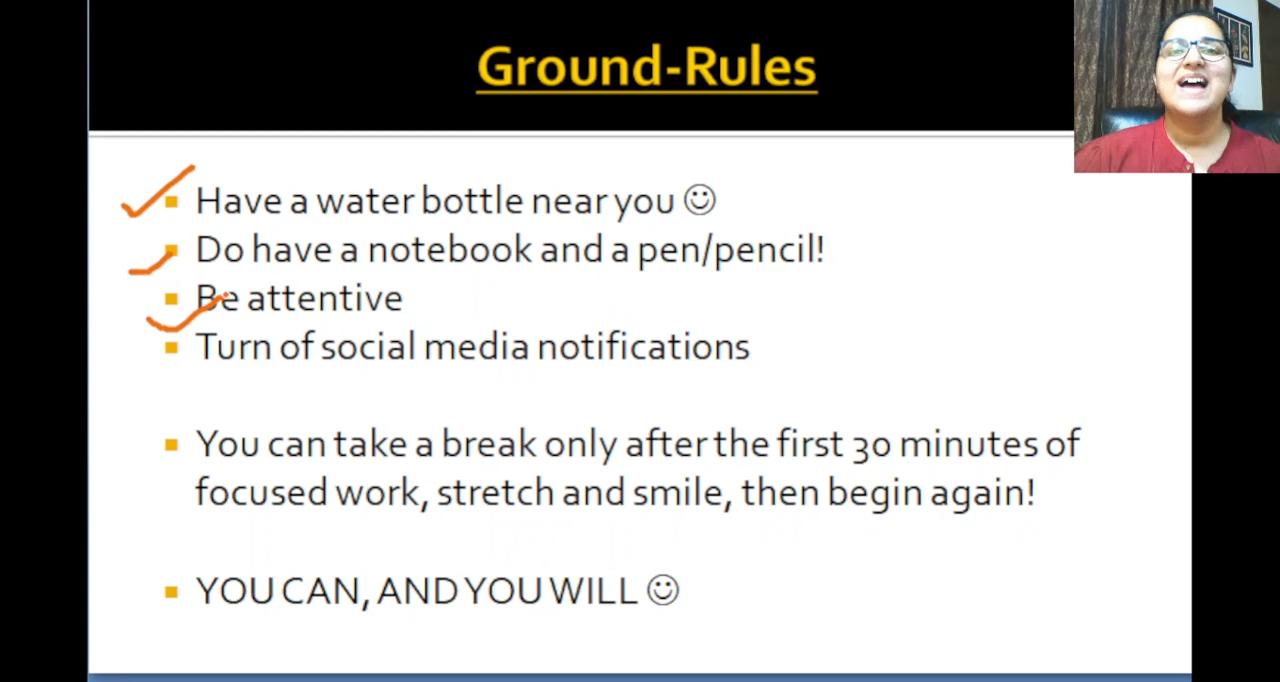 Ground-Rules
Have a water bottle near you ☺
Do have a notebook and a pen/pencil!
Be attentive
Turn of social media notifications
You can take a break only after the first 30 minutes of
focused work, stretch and smile, then begin again!
YOU CAN, AND YOU WILL ☺